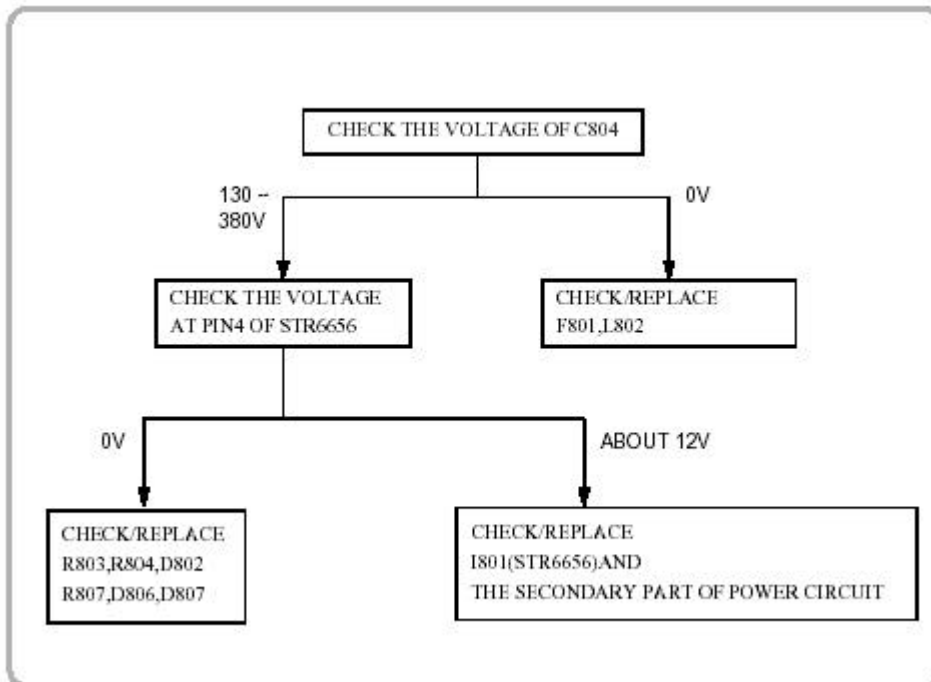 CHECK THE VOLTAGE OF C804
130 --
380V
0V
CHECK THE VOLTAGE
AT PIN4 OF STR6656
CHECK/REPLACE
F801,L802
0V
ABOUT 12V
CHECK/REPLACE
R803,R804,D802
R807,D806,D807
CHECK/REPLACE
I801(STR6656)AND
THE SECONDARY PART OF POWER CIRCUIT